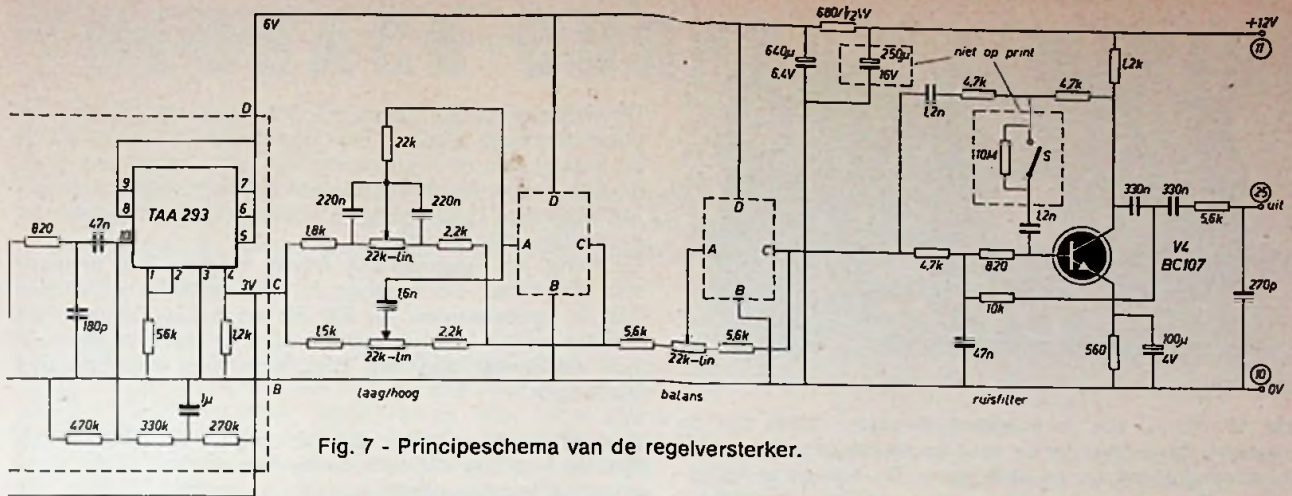 6V
680/½W
+12V
11
640µ
6,4V
250µ
16V
niet op print
1,2k
4,7k
4,7k
1,2n
D
22k
10M
S
9
8
10
7
6
5
TAA 293
1
2
3
4
820
47n
220n
220n
D
D
330n
330n
25
uit
1,8k
2,2k
A
C
A
C
1,2n
5,6k
22k-lin.
4,7k
820
V4
BC107
3V
C
B
B
180p
1,6n
270p
56k
1,2k
1,5k
2,2k
5,6k
5,6k
10k
100µ
4V
22k-lin
22k-lin
47n
560
10
0V
B
laag/hoog
balans
ruisfilter
1µ
470k
330k
270k
Fig. 7 - Principeschema van de regelversterker.